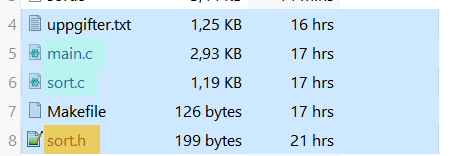 4 uppgifter.txt 1,25 KB 16 hrs
5 main.c 2,93 KB 17 hrs
6 sort.c 1,19 KB 17 hrs
7 Makefile 126 bytes 17 hrs
8 sort.h 199 bytes 21 hrs